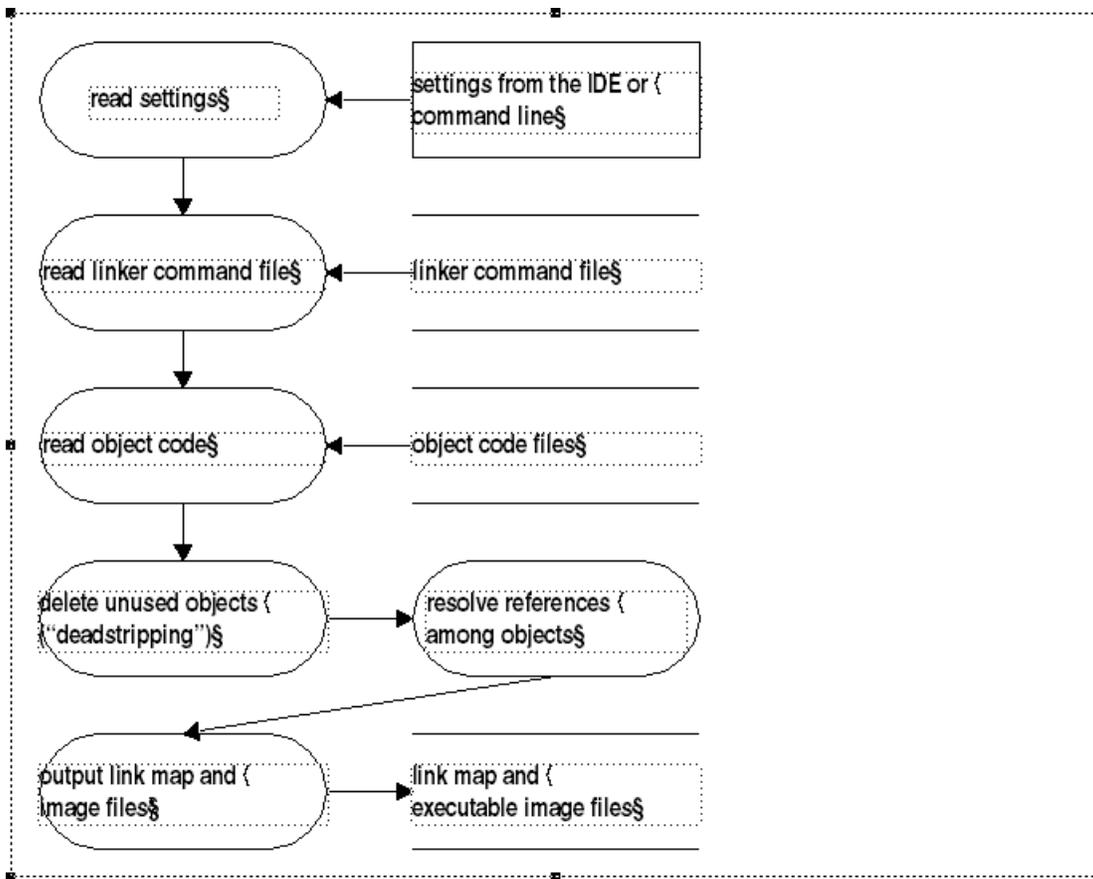 read settings§
settings from the IDE or
command line§
read linker command file§
linker command file§
read object code§
object code files§
delete unused objects
(“deadstripping”)§
resolve references
among objects§
output link map and
image files§
link map and
executable image files§